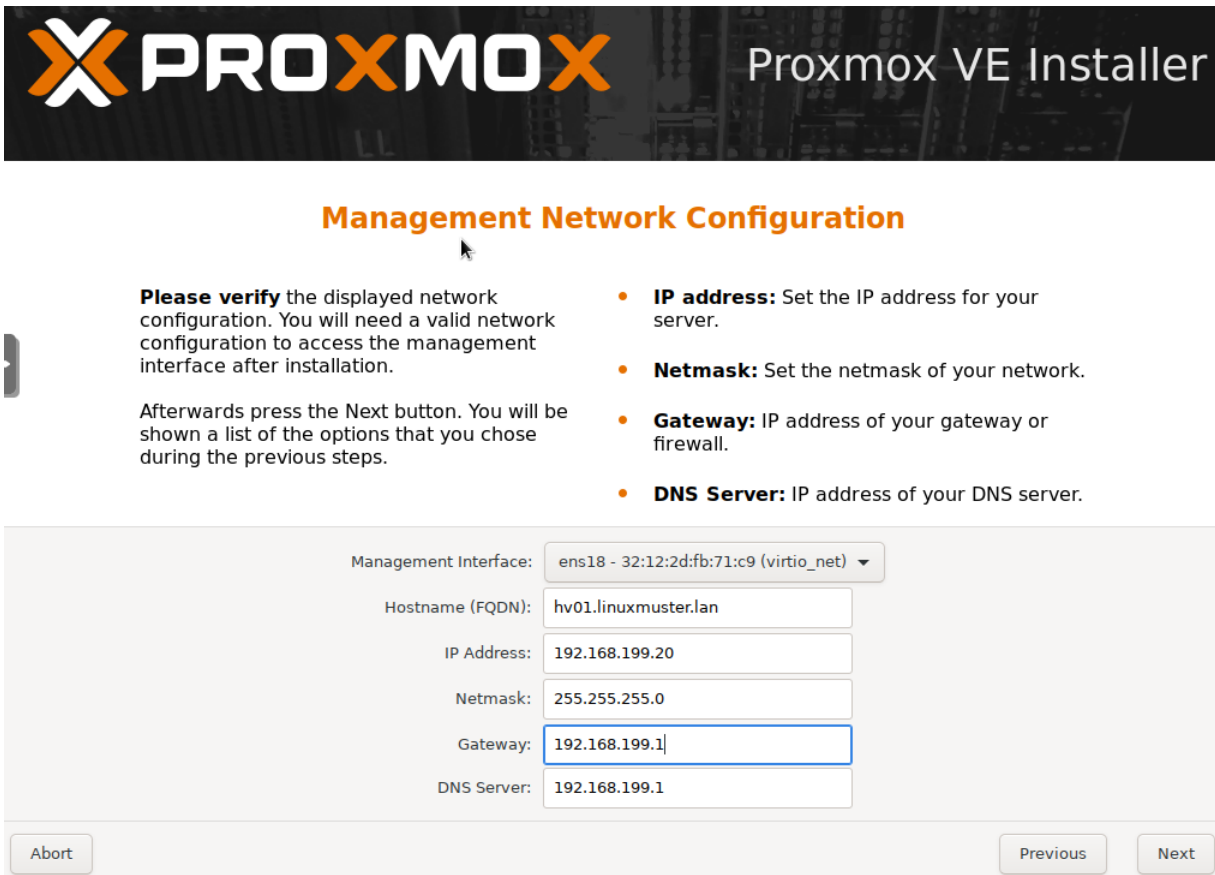 PROXMOX
Proxmox VE Installer
Management Network Configuration
Please verify the displayed network
configuration. You will need a valid network
configuration to access the management
interface after installation.
Afterwards press the Next button. You will be
shown a list of the options that you chose
during the previous steps.
IP address: Set the IP address for your
server.
Netmask: Set the netmask of your network.
Gateway: IP address of your gateway or
firewall.
DNS Server: IP address of your DNS server.
Management Interface: ens18 - 32:12:2d:fb:71:c9 (virtio_net)
Hostname (FQDN): hv01.linuxmuster.lan
IP Address: 192.168.199.20
Netmask: 255.255.255.0
Gateway: 192.168.199.1
DNS Server: 192.168.199.1
Abort Previous Next